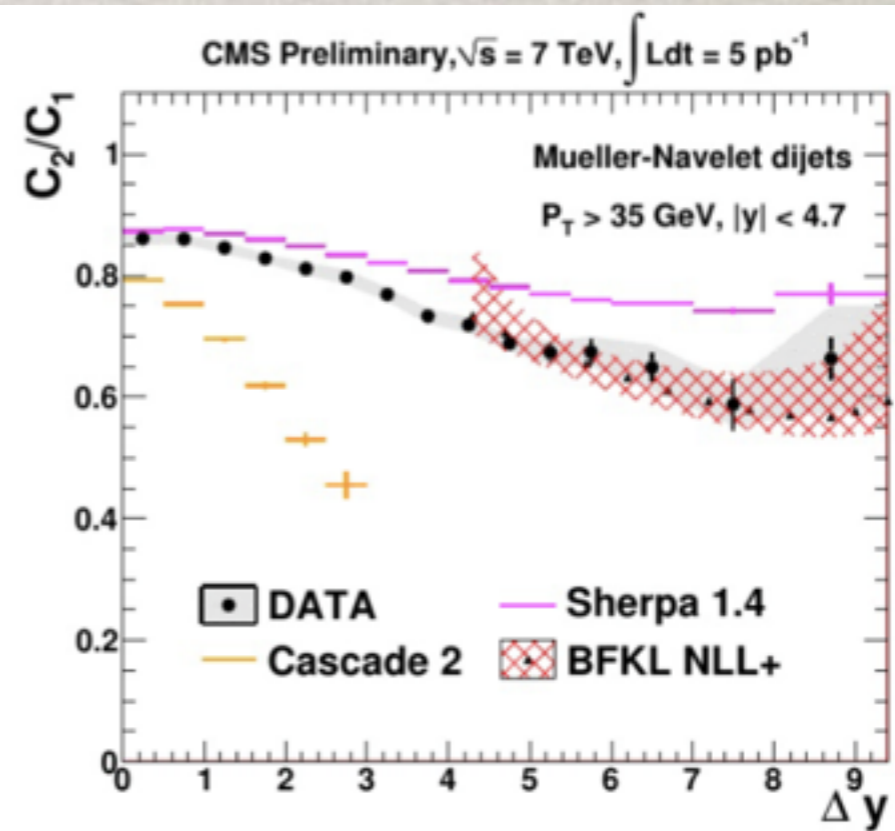 CMS Preliminary,√s = 7 TeV,∫Ldt = 5 pb⁻¹
C₂/C₁
Mueller-Navelet dijets
P_T > 35 GeV, |y| < 4.7
1
0.8
0.6
0.4
0.2
0
DATA
Sherpa 1.4
Cascade 2
BFKL NLL+
0 1 2 3 4 5 6 7 8 9
Δ y